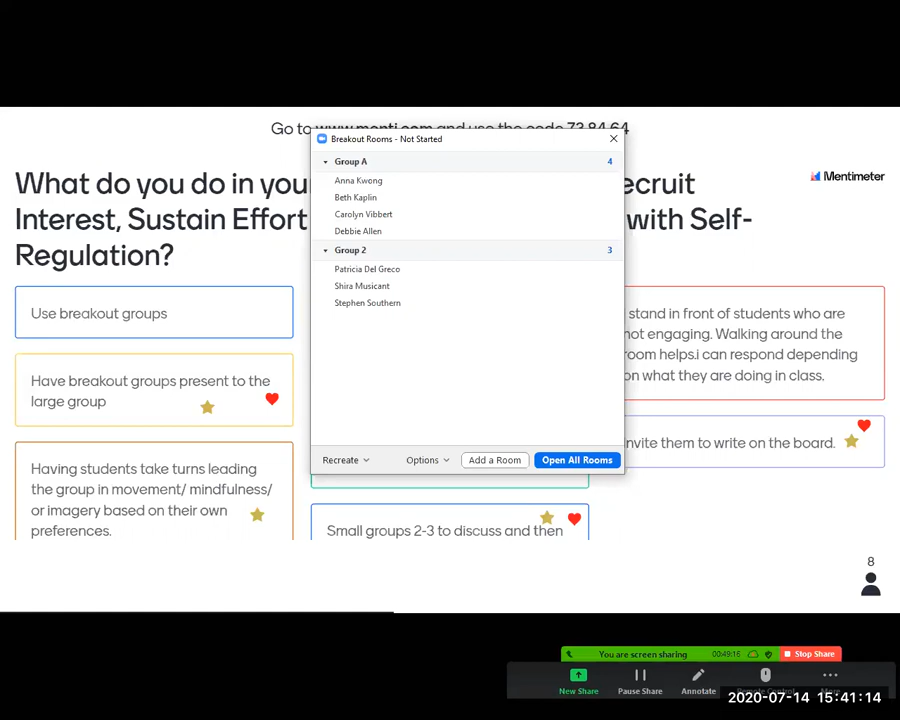 Go to www.menti.com and use the code 73 84 64
Breakout Rooms - Not Started
Group A 4
Anna Kwong
Beth Kaplin
Carolyn Vibbert
Debbie Allen
Group 2 3
Patricia Del Greco
Shira Musicant
Stephen Southern
Recreate Options Add a Room Open All Rooms
What do you do in you ecruit
Interest, Sustain Effort with Self-
Regulation?
Mentimeter
Use breakout groups
Have breakout groups present to the
large group
Having students take turns leading
the group in movement/ mindfulness/
or imagery based on their own
preferences.
Small groups 2-3 to discuss and then
stand in front of students who are
not engaging. Walking around the
room helps.i can respond depending
on what they are doing in class.
nvite them to write on the board.
8
You are screen sharing 00:49:16 Stop Share
New Share Pause Share Annotate Remote Control More
2020-07-14 15:41:14